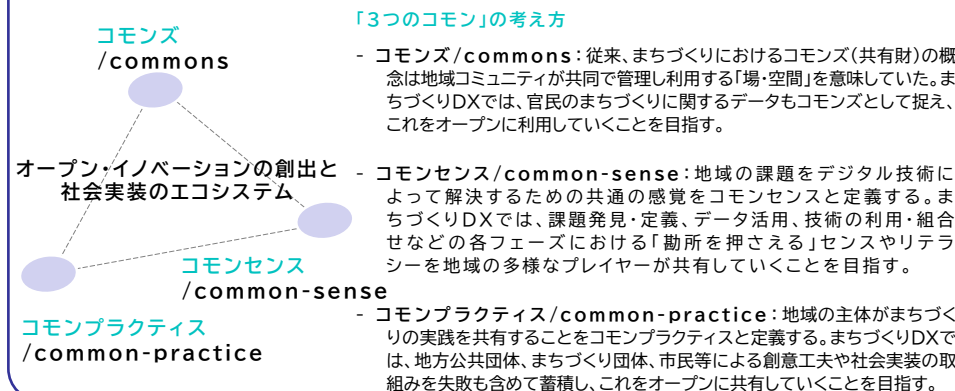 コモンズ
/commons
オープン・イノベーションの創出と
社会実装のエコシステム
コモンセンス
/common-sense
コモンプラクティス
/common-practice
「3つのコモン」の考え方
- コモンズ/commons：従来、まちづくりにおけるコモンズ(共有財)の概
念は地域コミュニティが共同で管理し利用する「場・空間」を意味していた。ま
ちづくりDXでは、官民のまちづくりに関するデータもコモンズとして捉え、
これをオープンに利用していくことを目指す。
- コモンセンス/common-sense：地域の課題をデジタル技術に
よって解決するための共通の感覚をコモンセンスと定義する。ま
ちづくりDXでは、課題発見・定義、データ活用、技術の利用・組合
せなどの各フェーズにおける「勘所を押さえる」センスやリテラ
シーを地域の多様なプレイヤーが共有していくことを目指す。
- コモンプラクティス/common-practice：地域の主体がまちづく
りの実践を共有することをコモンプラクティスと定義する。まちづくりDXで
は、地方公共団体、まちづくり団体、市民等による創意工夫や社会実装の取
組みを失敗も含めて蓄積し、これをオープンに共有していくことを目指す。